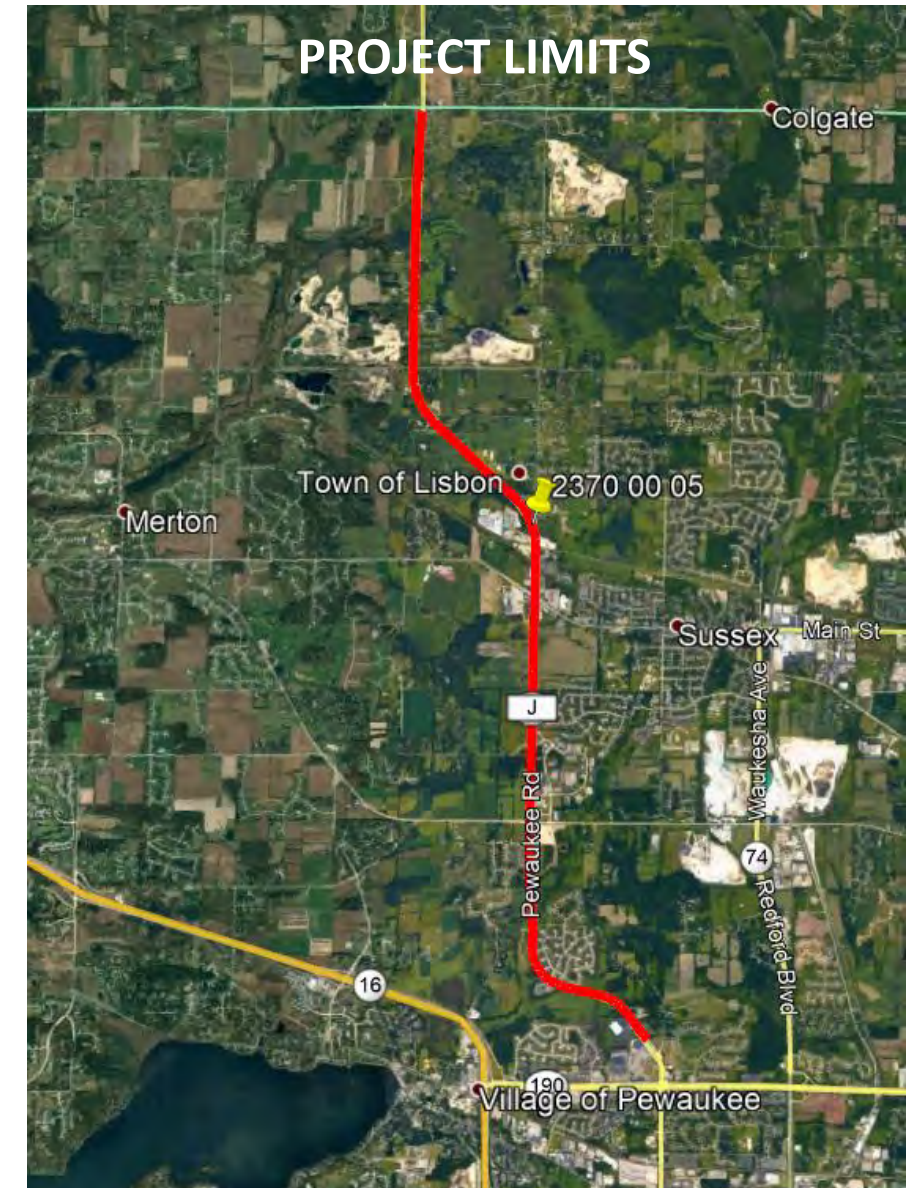 PROJECT LIMITS
Colgate
Town of Lisbon
2370 00 05
Merton
Sussex
Main St
Waukesha Ave
J
Pewaukee Rd
74
Redford Blvd
16
190
Village of Pewaukee